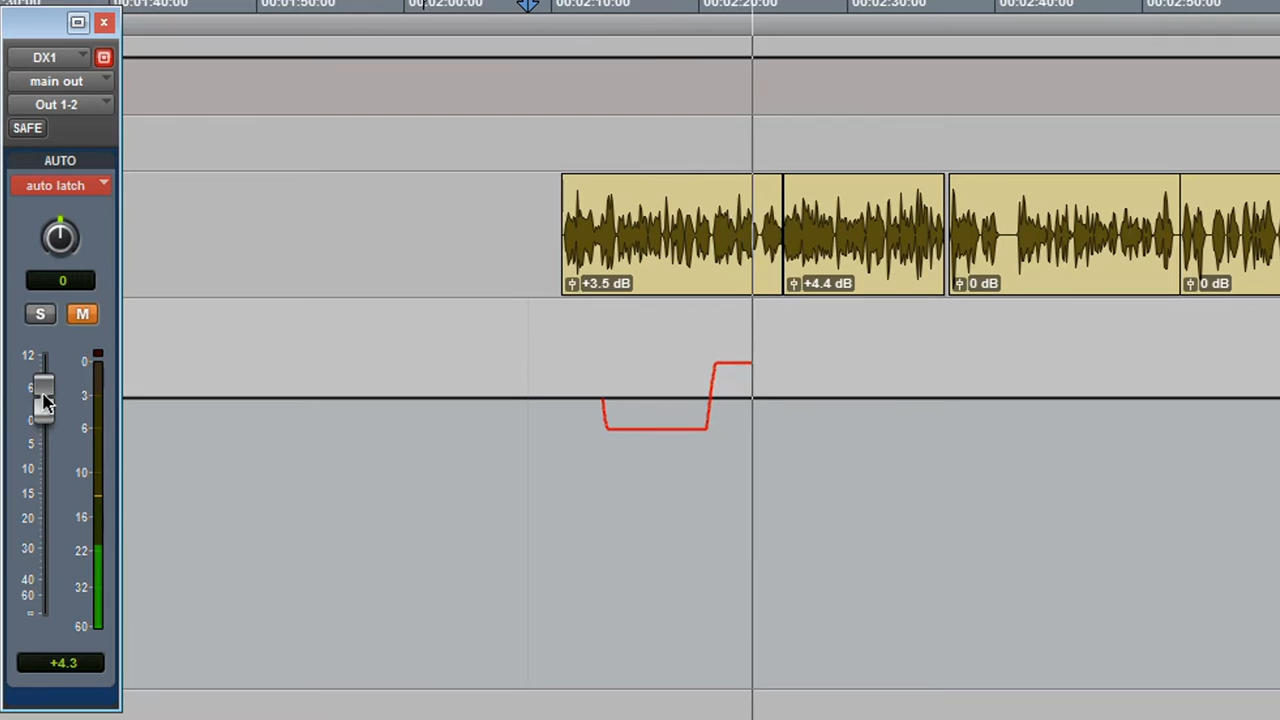 :30:00
00:01:40:00
00:01:50:00
00:02:00:00
00:02:10:00
00:02:20:00
00:02:30:00
00:02:40:00
00:02:50:00
DX1
main out
Out 1-2
SAFE
AUTO
auto latch
0
S M
12
6
0
5
10
15
20
30
40
60
∞
0
3
6
10
16
22
32
60
+4.3
+3.5 dB
+4.4 dB
0 dB
0 dB